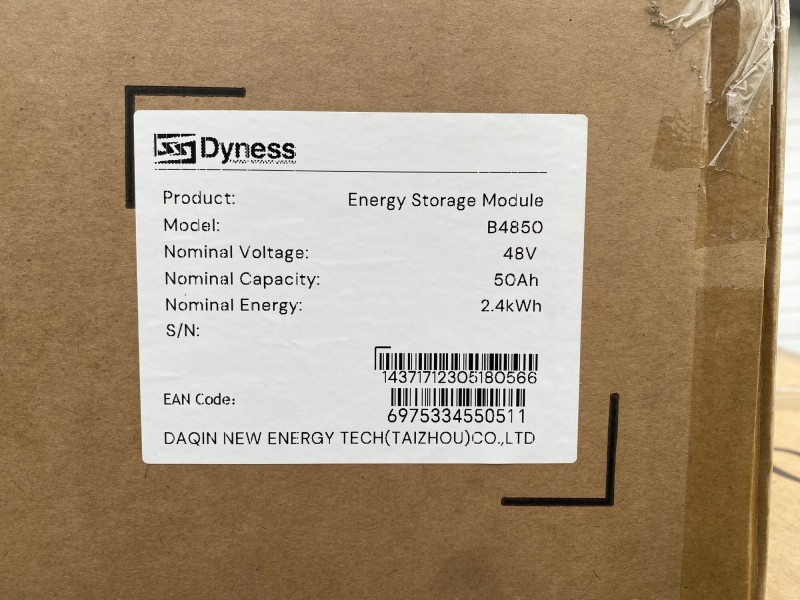 Dyness
Product: Energy Storage Module
Model: B4850
Nominal Voltage: 48V
Nominal Capacity: 50Ah
Nominal Energy: 2.4kWh
S/N:
14371712305180566
EAN Code:
6975334550511
DAQIN NEW ENERGY TECH(TAIZHOU)CO.,LTD